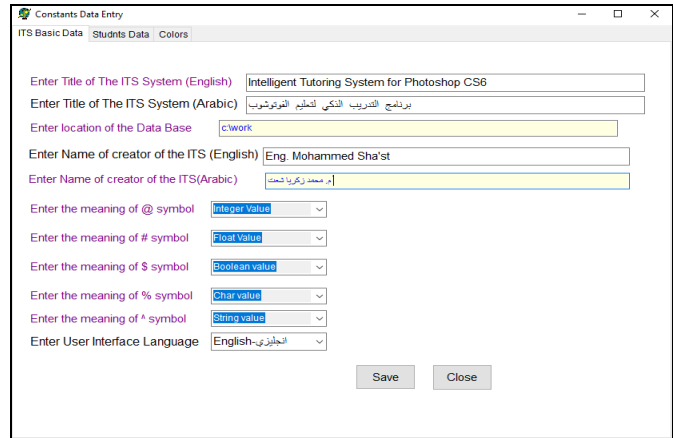 Constants Data Entry
ITS Basic Data Studnts Data Colors
Enter Title of The ITS System (English) Intelligent Tutoring System for Photoshop CS6
Enter Title of The ITS System (Arabic) برنامج التدريب الذكي لتعليم الفوتوشوب
Enter location of the Data Base c:\work
Enter Name of creator of the ITS (English) Eng. Mohammed Sha'st
Enter Name of creator of the ITS(Arabic) م. محمد زكريا شعت
Enter the meaning of @ symbol Integer Value
Enter the meaning of # symbol Float Value
Enter the meaning of $ symbol Boolean value
Enter the meaning of % symbol Char value
Enter the meaning of ^ symbol String value
Enter User Interface Language English-انجليزي
Save Close